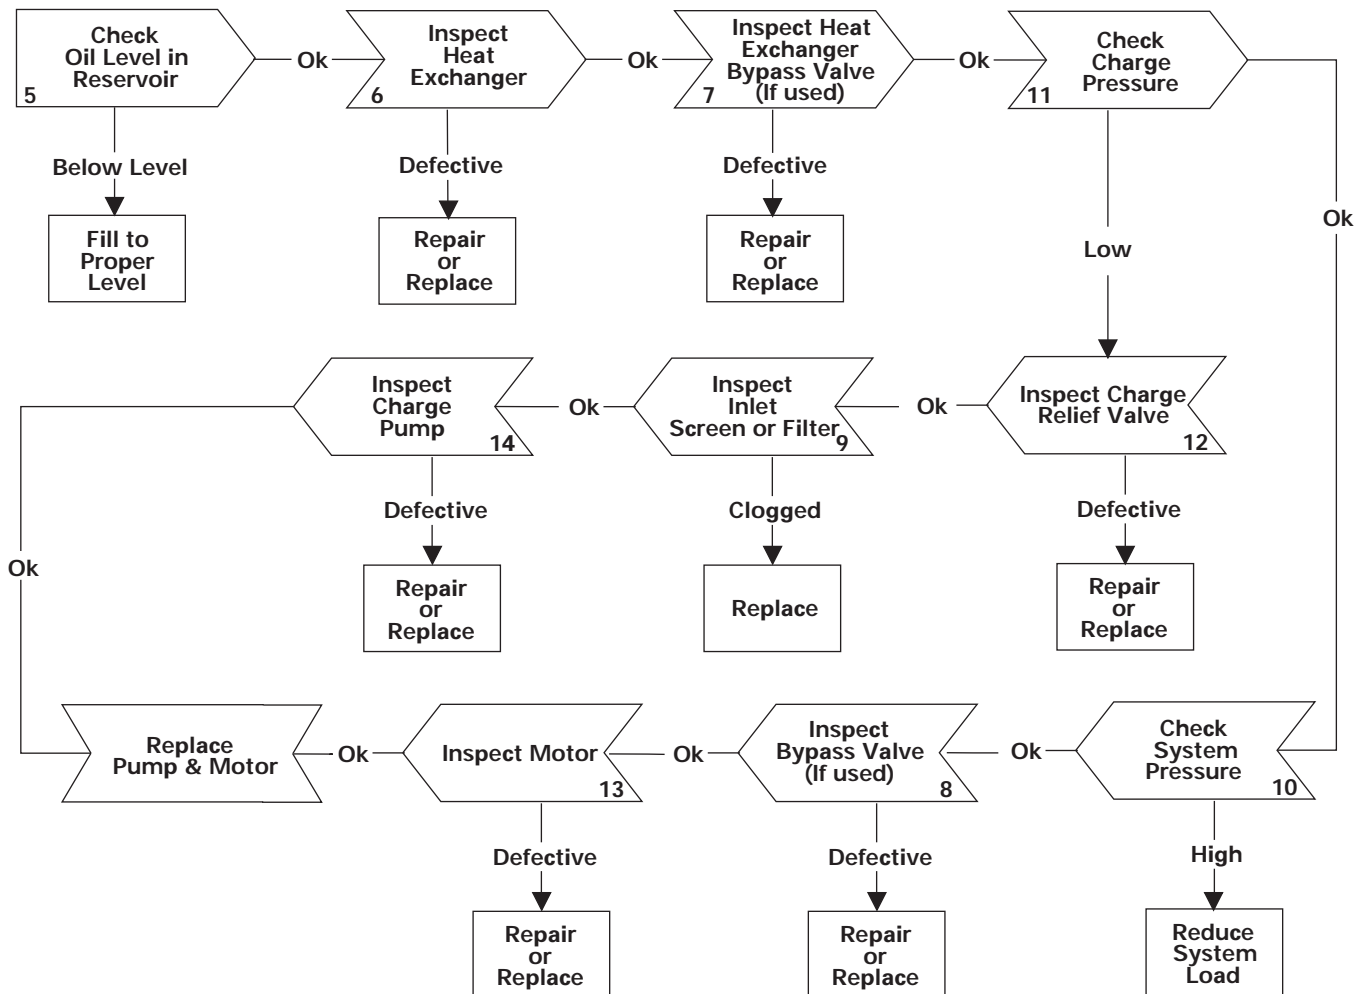 Check
Oil Level in
Reservoir
5
Ok
Inspect
Heat
Exchanger
6
Ok
Inspect Heat
Exchanger
Bypass Valve
(If used)
7
Ok
Check
Charge
Pressure
11
Below Level
Defective
Defective
Low
Ok
Fill to
Proper
Level
Repair
or
Replace
Repair
or
Replace
Inspect
Charge
Pump
14
Ok
Inspect
Inlet
Screen or Filter
9
Ok
Inspect Charge
Relief Valve
12
Defective
Clogged
Defective
Ok
Repair
or
Replace
Replace
Repair
or
Replace
Replace
Pump & Motor
Ok
Inspect Motor
13
Ok
Inspect
Bypass Valve
(If used)
8
Ok
Check
System
Pressure
10
Defective
Defective
High
Repair
or
Replace
Repair
or
Replace
Reduce
System
Load